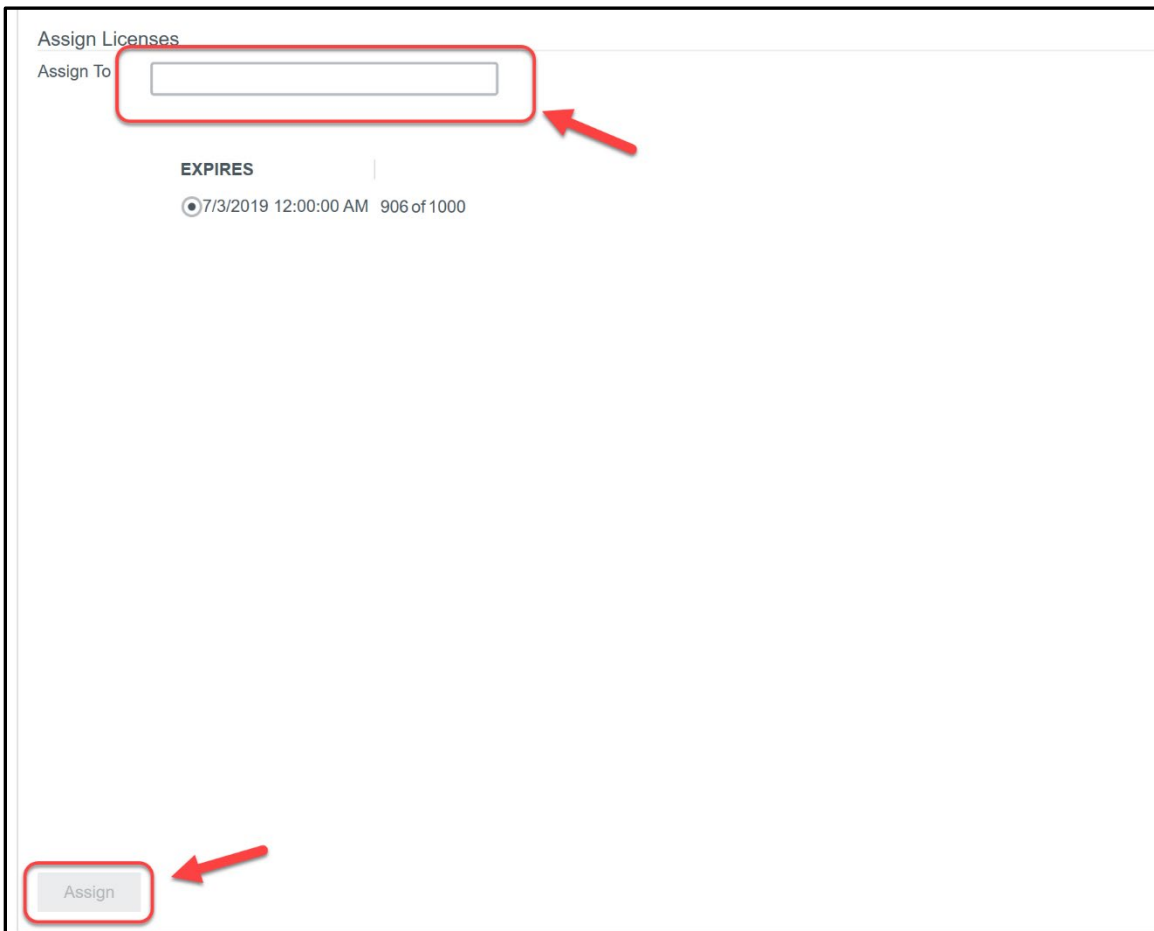 Assign Licenses
Assign To
EXPIRES
7/3/2019 12:00:00 AM 906 of 1000
Assign